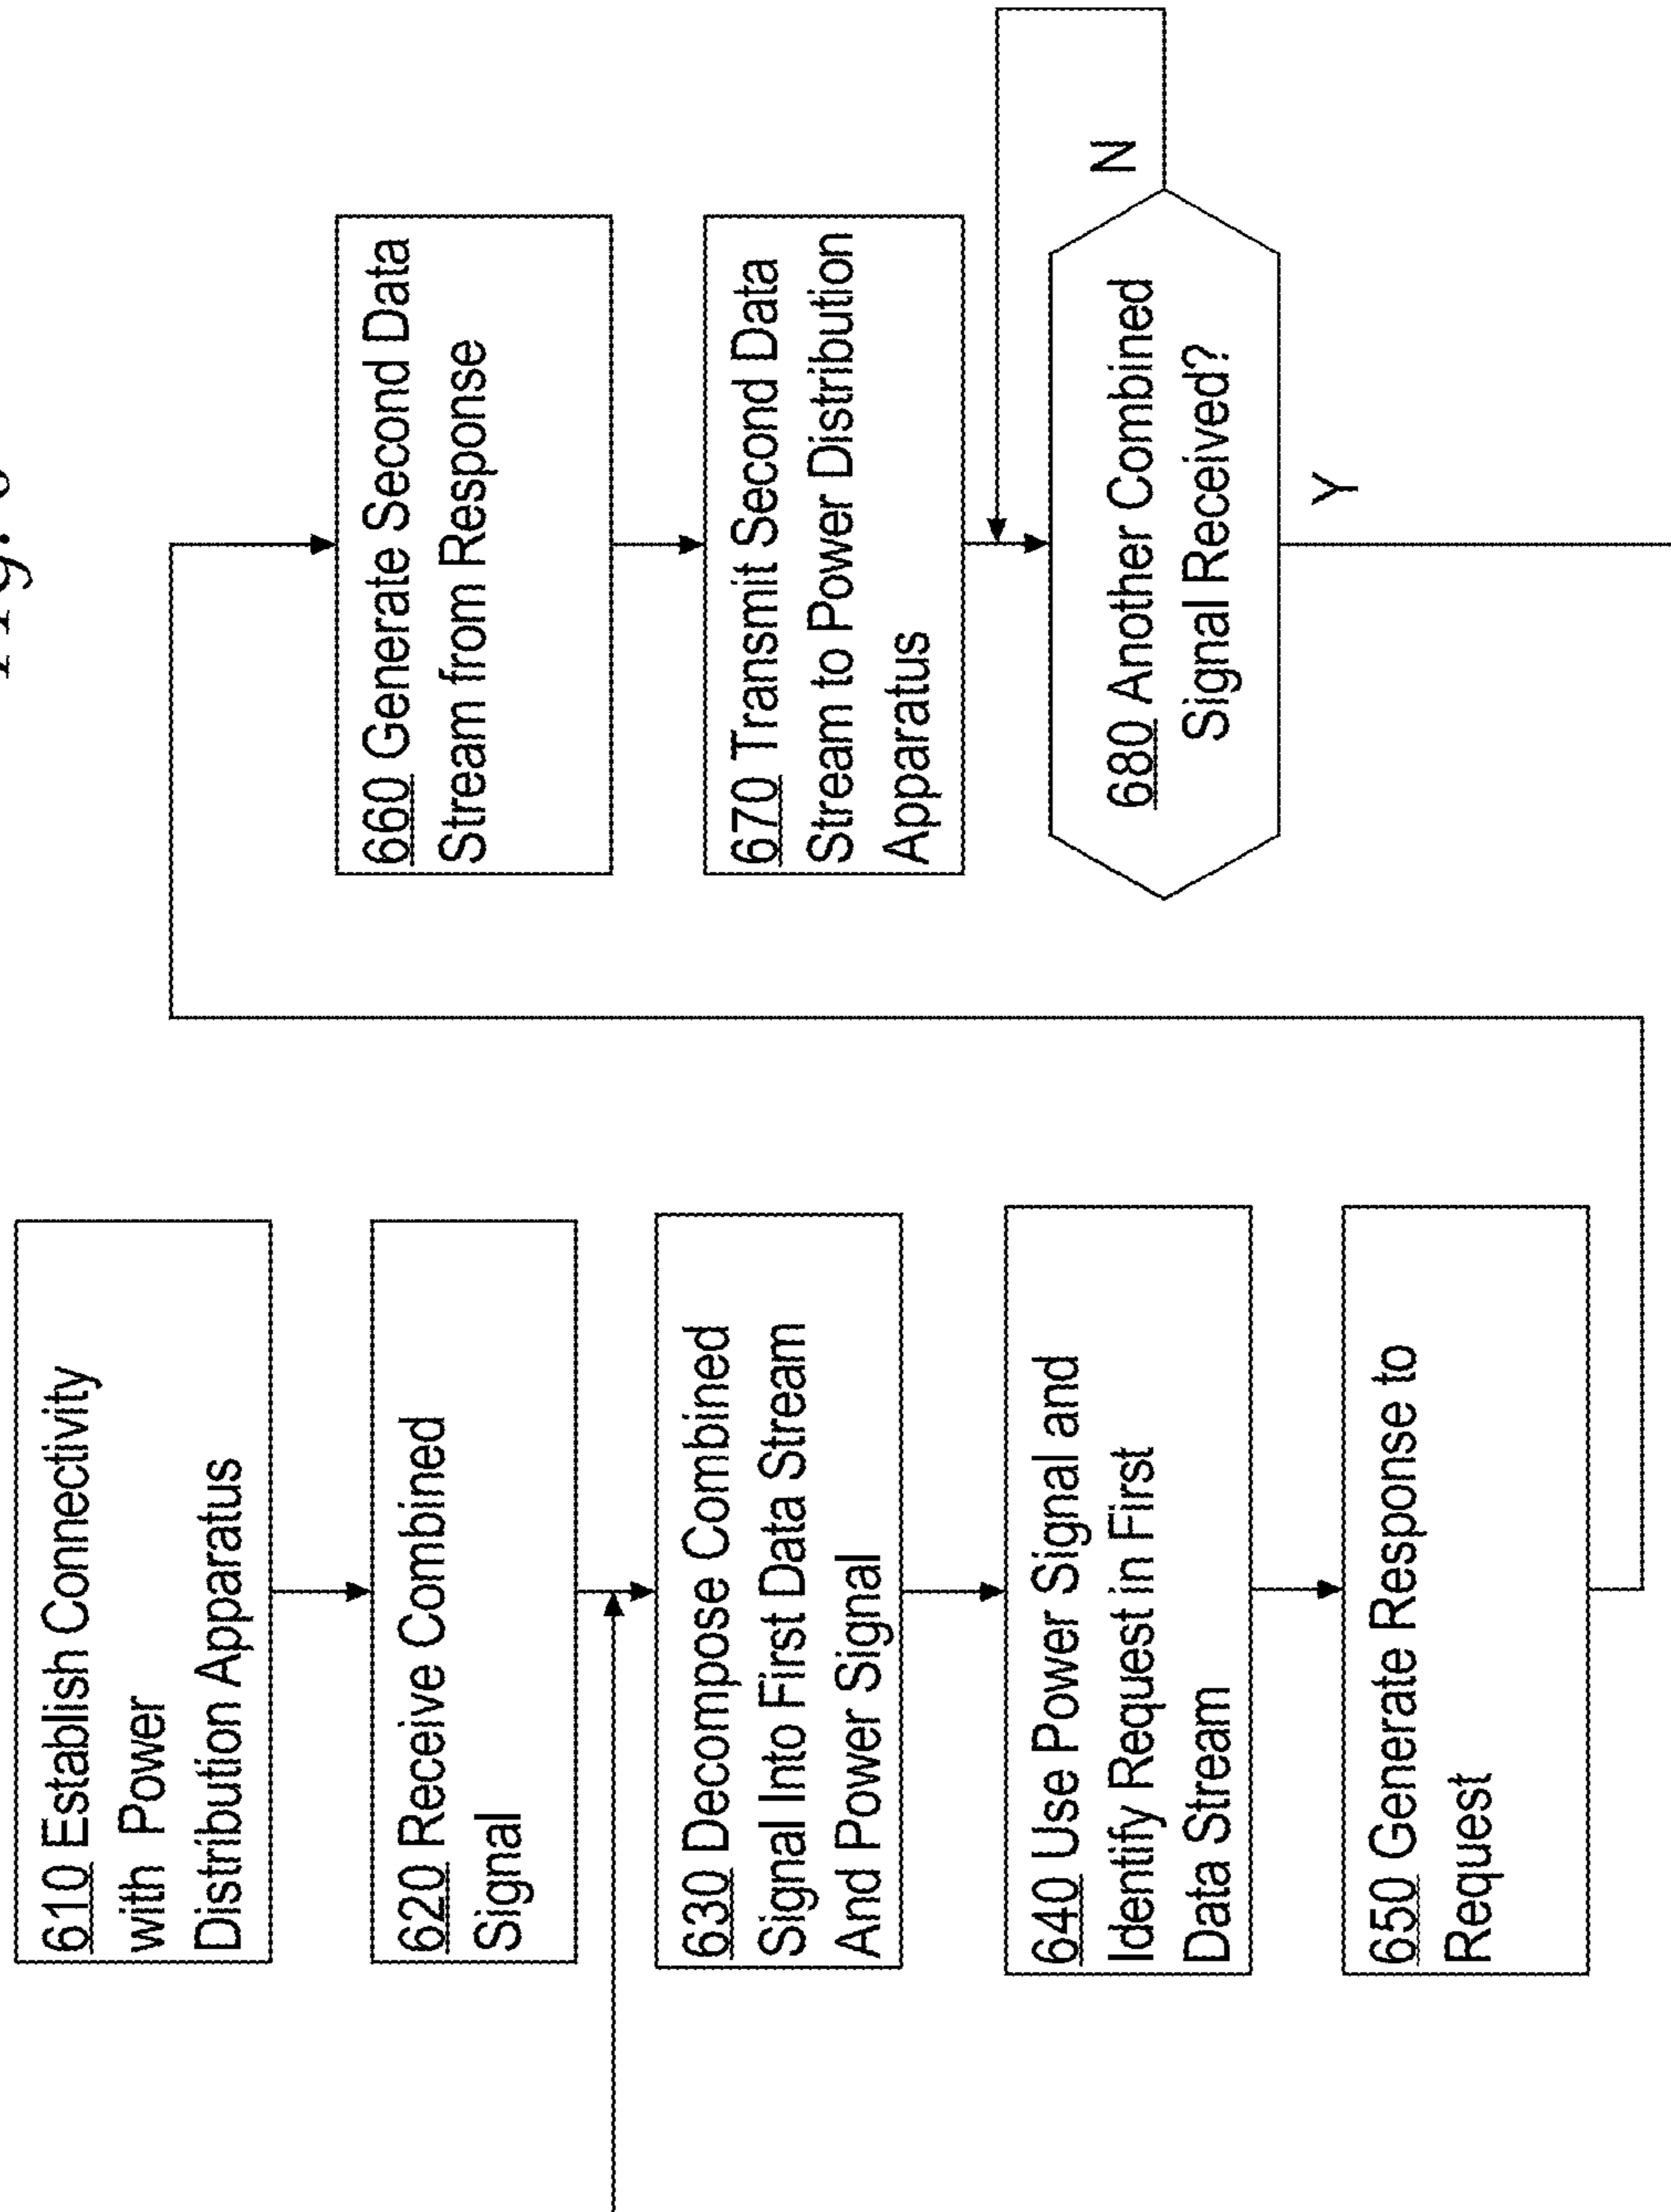 610 Establish Connectivity
with Power
Distribution Apparatus
620 Receive Combined
Signal
630 Decompose Combined
Signal Into First Data Stream
And Power Signal
640 Use Power Signal and
Identify Request in First
Data Stream
650 Generate Response to
Request
660 Generate Second Data
Stream from Response
670 Transmit Second Data
Stream to Power Distribution
Apparatus
680 Another Combined
Signal Received?
N
Y